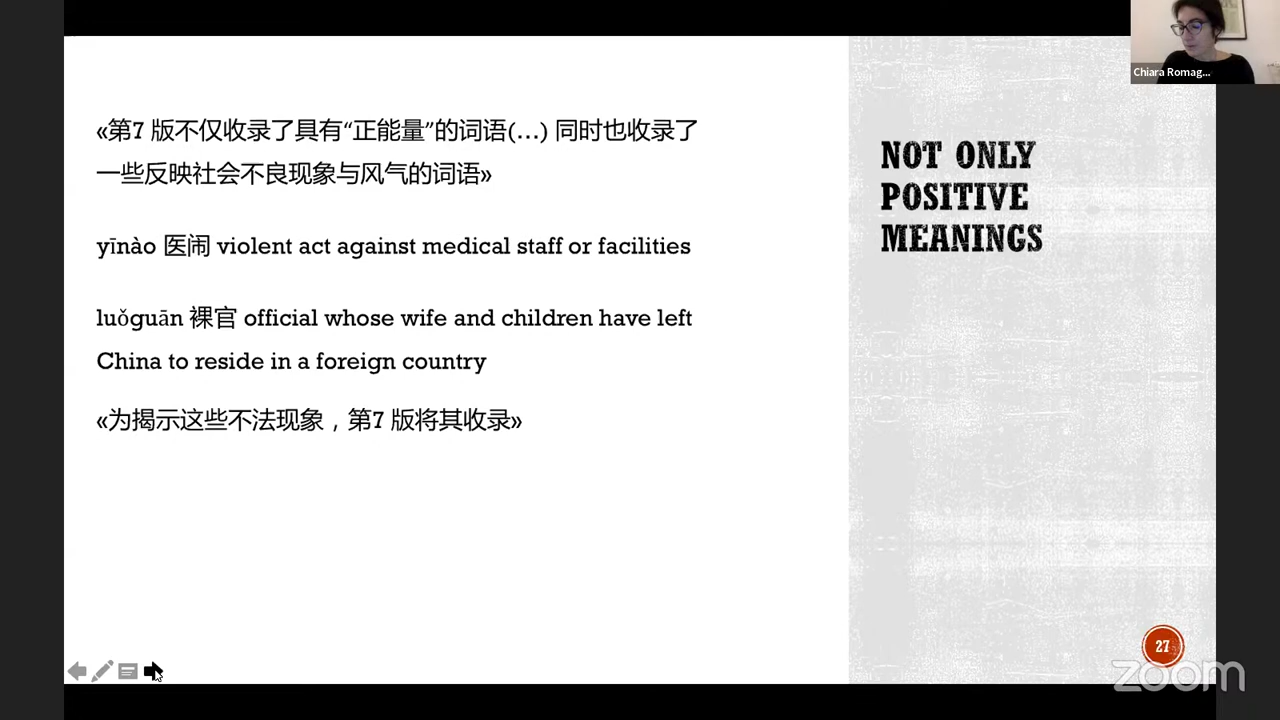 Chiara Romag...
«第7 版不仅收录了具有“正能量”的词语(...) 同时也收录了
一些反映社会不良现象与风气的词语»
yīnào 医闹 violent act against medical staff or facilities
luǒguān 裸官 official whose wife and children have left
China to reside in a foreign country
«为揭示这些不法现象，第7 版将其收录»
NOT ONLY
POSITIVE
MEANINGS
27
zoom